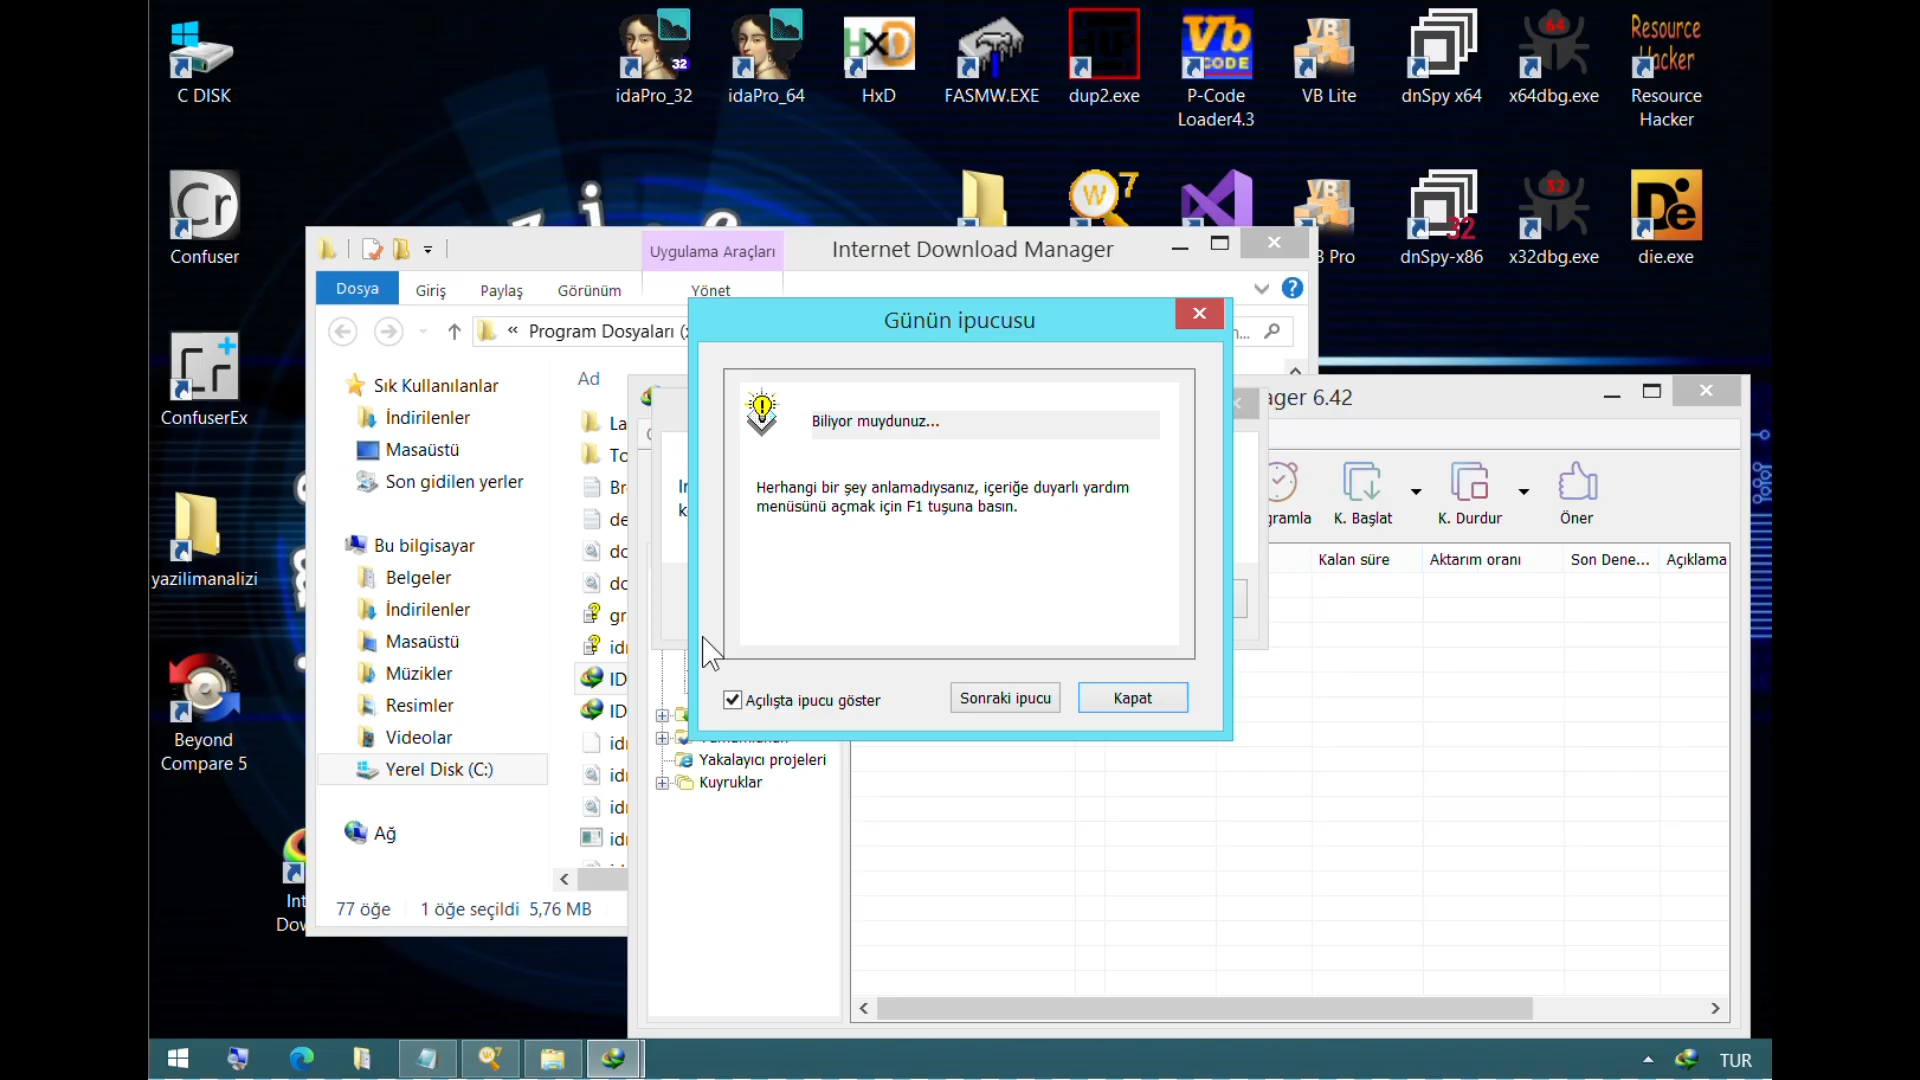 C DISK
idaPro_32
idaPro_64
HxD
FASMW.EXE
dup2.exe
P-Code
Loader4.3
VB Lite
dnSpy x64
x64dbg.exe
Resource
Hacker
Confuser
dnSpy-x86
x32dbg.exe
die.exe
ConfuserEx
yazilimanalizi
Beyond
Compare 5
Uygulama Araçları
Internet Download Manager
Dosya
Giriş
Paylaş
Görünüm
Yönet
« Program Dosyaları
Ad
Sık Kullanılanlar
İndirilenler
Masaüstü
Son gidilen yerler
Bu bilgisayar
Belgeler
İndirilenler
Masaüstü
Müzikler
Resimler
Videolar
Yerel Disk (C:)
Ağ
77 öğe
1 öğe seçildi 5,76 MB
Günün ipucusu
Biliyor muydunuz...
Herhangi bir şey anlamadıysanız, içeriğe duyarlı yardım
menüsünü açmak için F1 tuşuna basın.
Açılışta ipucu göster
Sonraki ipucu
Kapat
6.42
K. Başlat
K. Durdur
Öner
Kalan süre
Aktarım oranı
Son Dene...
Açıklama
Yakalayıcı projeleri
Kuyruklar
TUR